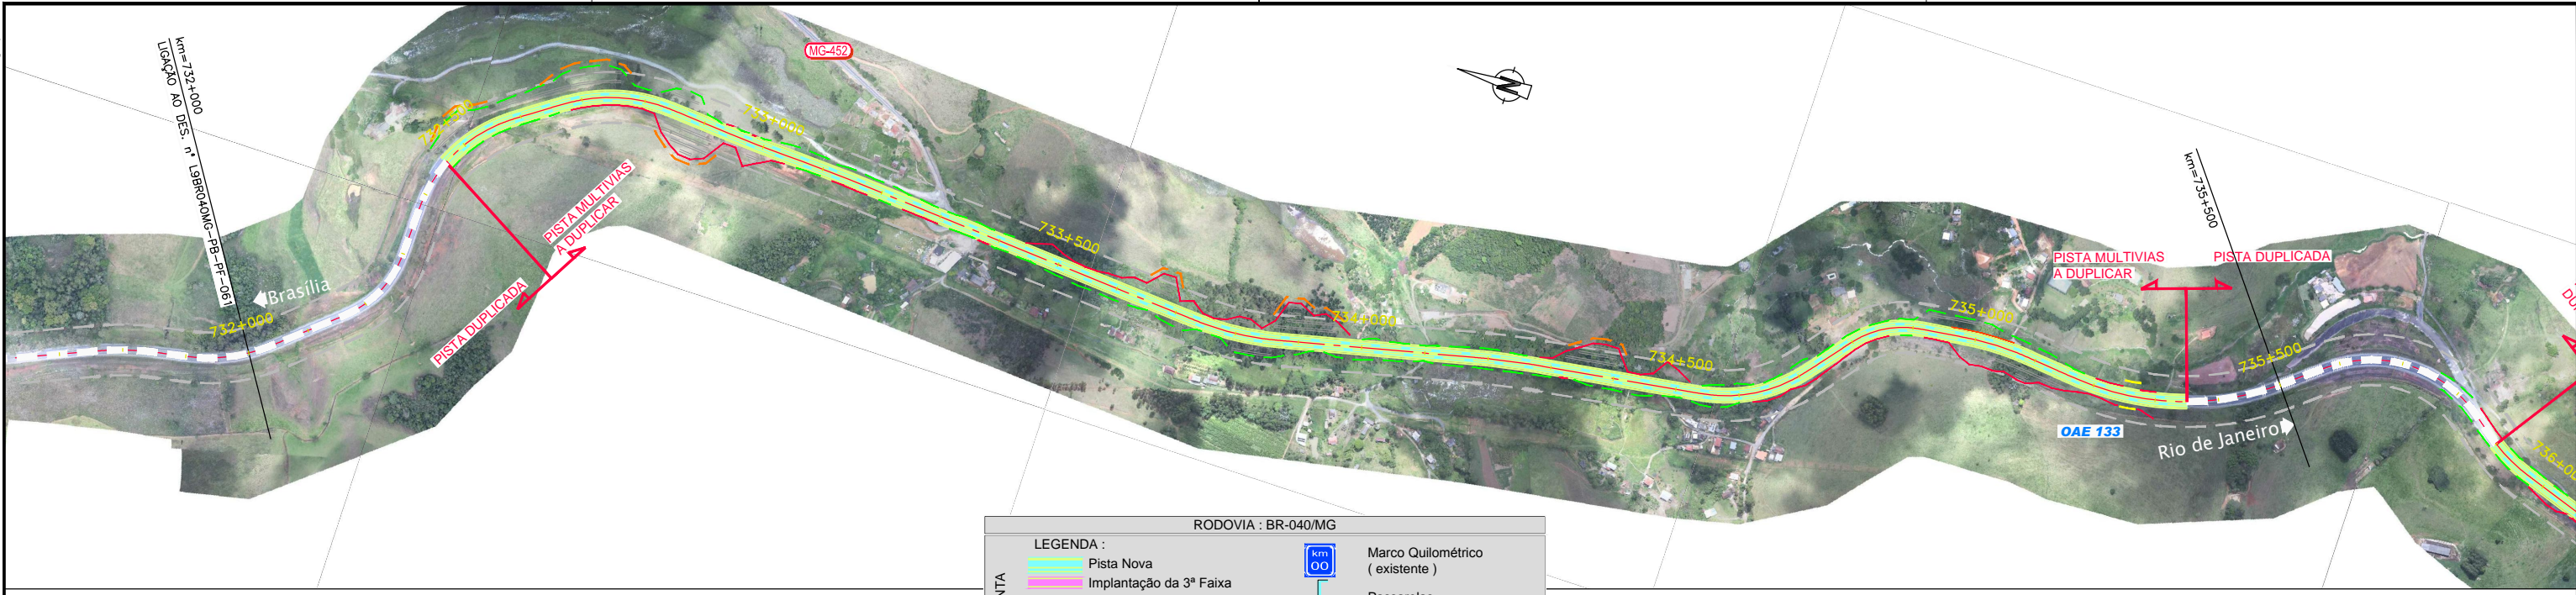 km=732+000
LIGAÇÃO AO DES. nº L9BR040MG-PB-PF-061
Brasília
732+000
PISTA DUPLICADA
PISTA MULTIVIAS
A DUPLICAR
733+000
MG-452
N
733+500
734+000
734+500
735+000
PISTA MULTIVIAS
A DUPLICAR
PISTA DUPLICADA
km=735+500
735+500
OAE 133
Rio de Janeiro
RODOVIA : BR-040/MG
LEGENDA :
Pista Nova
Implantação da 3ª Faixa
km
00
Marco Quilométrico
( existente )